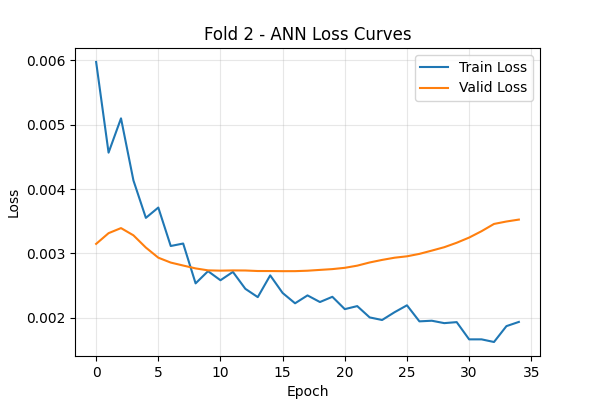 Fold 2 - ANN Loss Curves
Train Loss
Valid Loss
Loss
0.006
0.005
0.004
0.003
0.002
0 5 10 15 20 25 30 35
Epoch